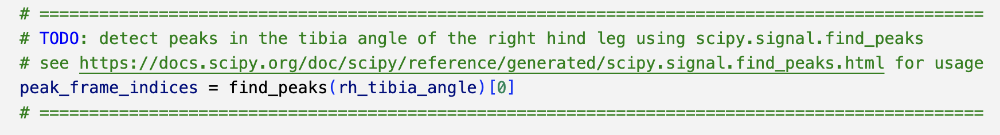 # ===============================================================================================
# TODO: detect peaks in the tibia angle of the right hind leg using scipy.signal.find_peaks
# see https://docs.scipy.org/doc/scipy/reference/generated/scipy.signal.find_peaks.html for usage
peak_frame_indices = find_peaks(rh_tibia_angle)[0]
# ===============================================================================================